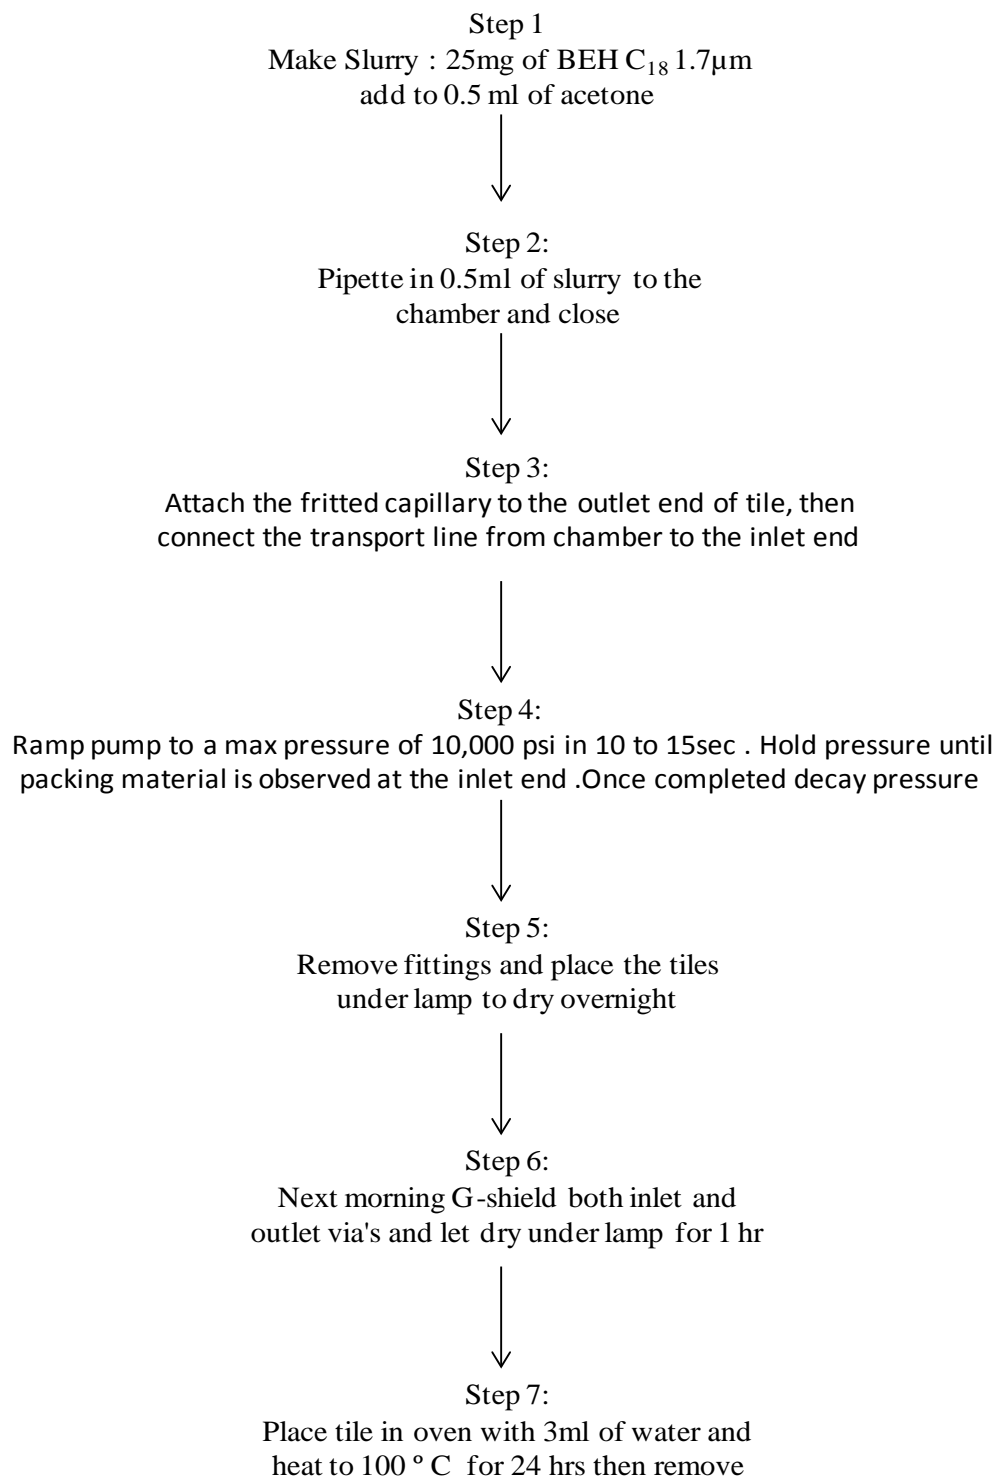 Step 1
Make Slurry : 25mg of BEH C₁₈ 1.7µm
add to 0.5 ml of acetone
Step 2:
Pipette in 0.5ml of slurry to the
chamber and close
Step 3:
Attach the fritted capillary to the outlet end of tile, then
connect the transport line from chamber to the inlet end
Step 4:
Ramp pump to a max pressure of 10,000 psi in 10 to 15sec . Hold pressure until
packing material is observed at the inlet end .Once completed decay pressure
Step 5:
Remove fittings and place the tiles
under lamp to dry overnight
Step 6:
Next morning G-shield both inlet and
outlet via's and let dry under lamp for 1 hr
Step 7:
Place tile in oven with 3ml of water and
heat to 100 º C for 24 hrs then remove